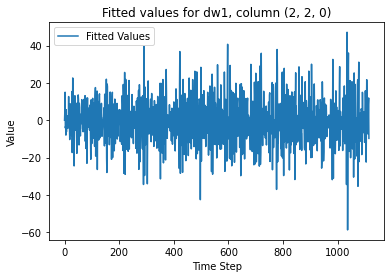 Fitted values for dw1, column (2, 2, 0)
Fitted Values
40
20
0
−20
−40
−60
Value
0 200 400 600 800 1000
Time Step